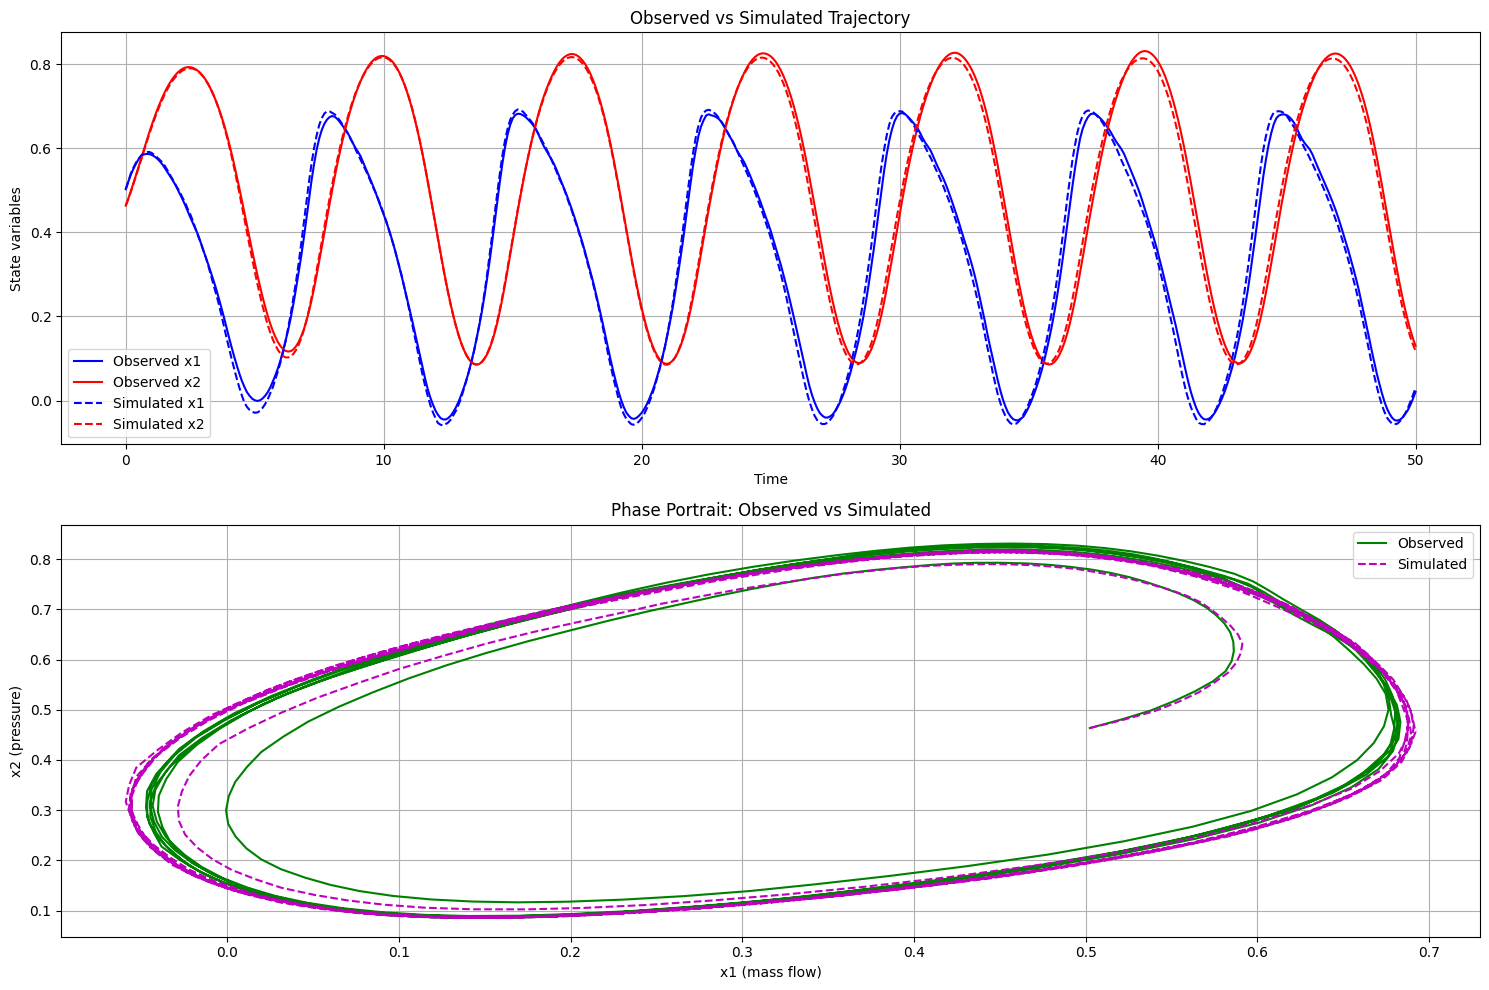 Observed vs Simulated Trajectory
State variables
0.8
0.6
0.4
0.2
0.0
Observed x1
Observed x2
Simulated x1
Simulated x2
0 10 20 30 40 50
Time
Phase Portrait: Observed vs Simulated
x2 (pressure)
0.8
0.7
0.6
0.5
0.4
0.3
0.2
0.1
Observed
Simulated
0.0 0.1 0.2 0.3 0.4 0.5 0.6 0.7
x1 (mass flow)